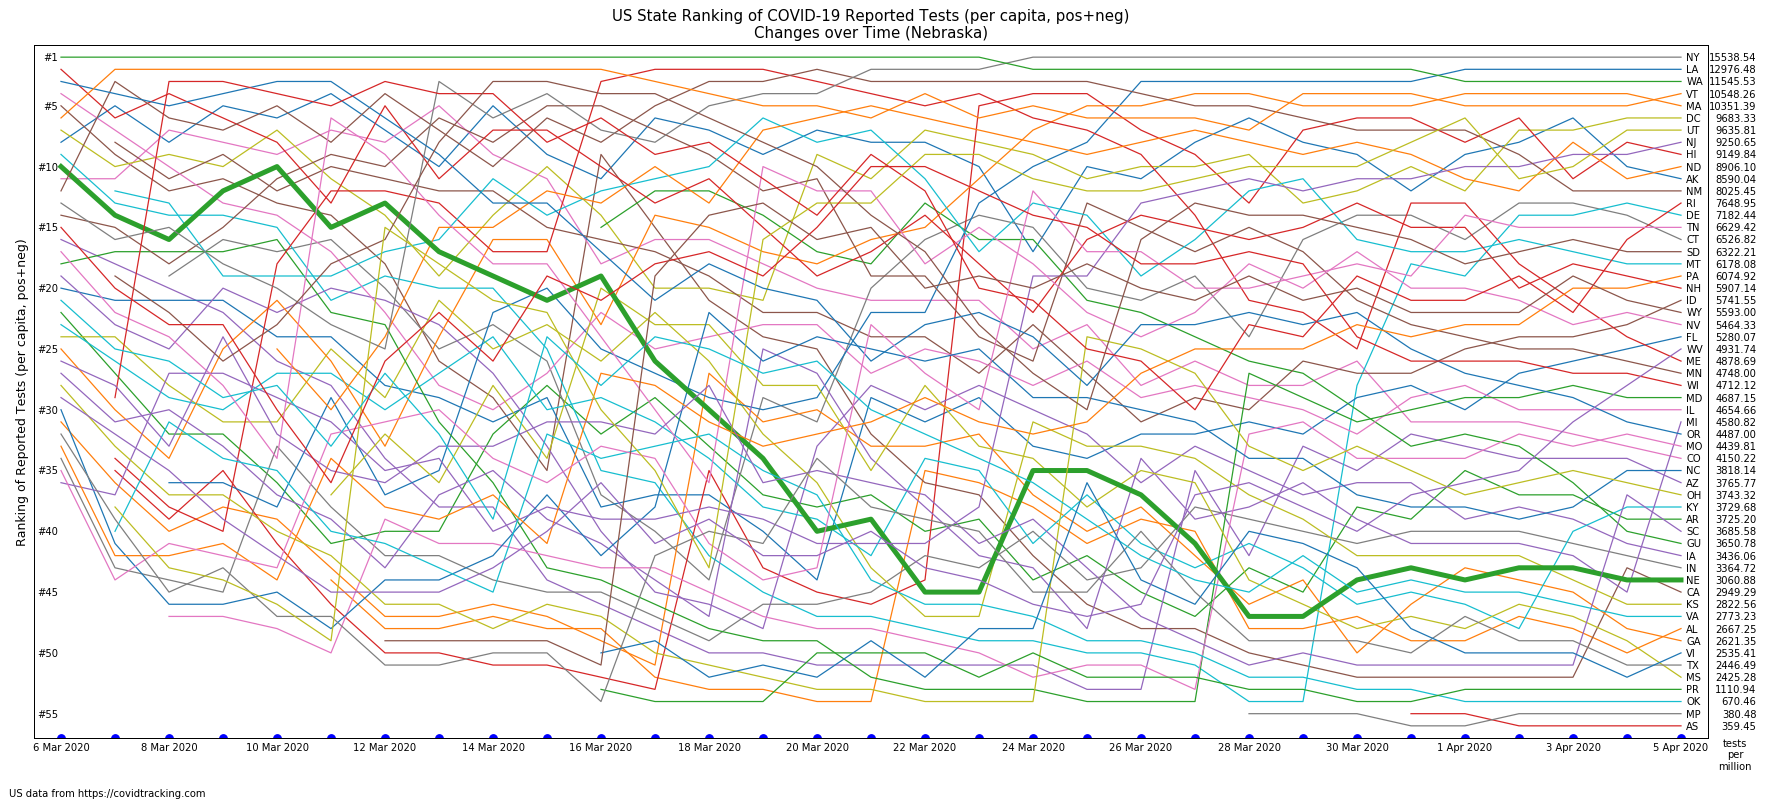 US State Ranking of COVID-19 Reported Tests (per capita, pos+neg)
Changes over Time (Nebraska)
Ranking of Reported Tests (per capita, pos+neg)
#1
#5
#10
#15
#20
#25
#30
#35
#40
#45
#50
#55
NY 15538.54
LA 12976.48
WA 11545.53
VT 10548.26
MA 10351.39
DC 9683.33
UT 9635.81
NJ 9250.65
HI 9149.84
ND 8906.10
AK 8590.04
NM 8025.45
RI 7648.95
DE 7182.44
TN 6629.42
CT 6526.82
SD 6322.21
MT 6178.08
PA 6074.92
NH 5907.14
ID 5741.55
WY 5593.00
NV 5464.33
FL 5280.07
WV 4931.74
ME 4878.69
MN 4748.00
WI 4712.12
MD 4687.15
IL 4654.66
MI 4580.82
OR 4487.00
MO 4439.81
CO 4150.22
NC 3818.14
AZ 3765.77
OH 3743.32
KY 3729.68
AR 3725.20
SC 3685.58
GU 3650.78
IA 3436.06
IN 3364.72
NE 3060.88
CA 2949.29
KS 2822.56
VA 2773.23
AL 2667.25
GA 2621.35
VI 2535.41
TX 2446.49
MS 2425.28
PR 1110.94
OK 670.46
MP 380.48
AS 359.45
6 Mar 2020 8 Mar 2020 10 Mar 2020 12 Mar 2020 14 Mar 2020 16 Mar 2020 18 Mar 2020 20 Mar 2020 22 Mar 2020 24 Mar 2020 26 Mar 2020 28 Mar 2020 30 Mar 2020 1 Apr 2020 3 Apr 2020 5 Apr 2020
tests
per
million
US data from https://covidtracking.com